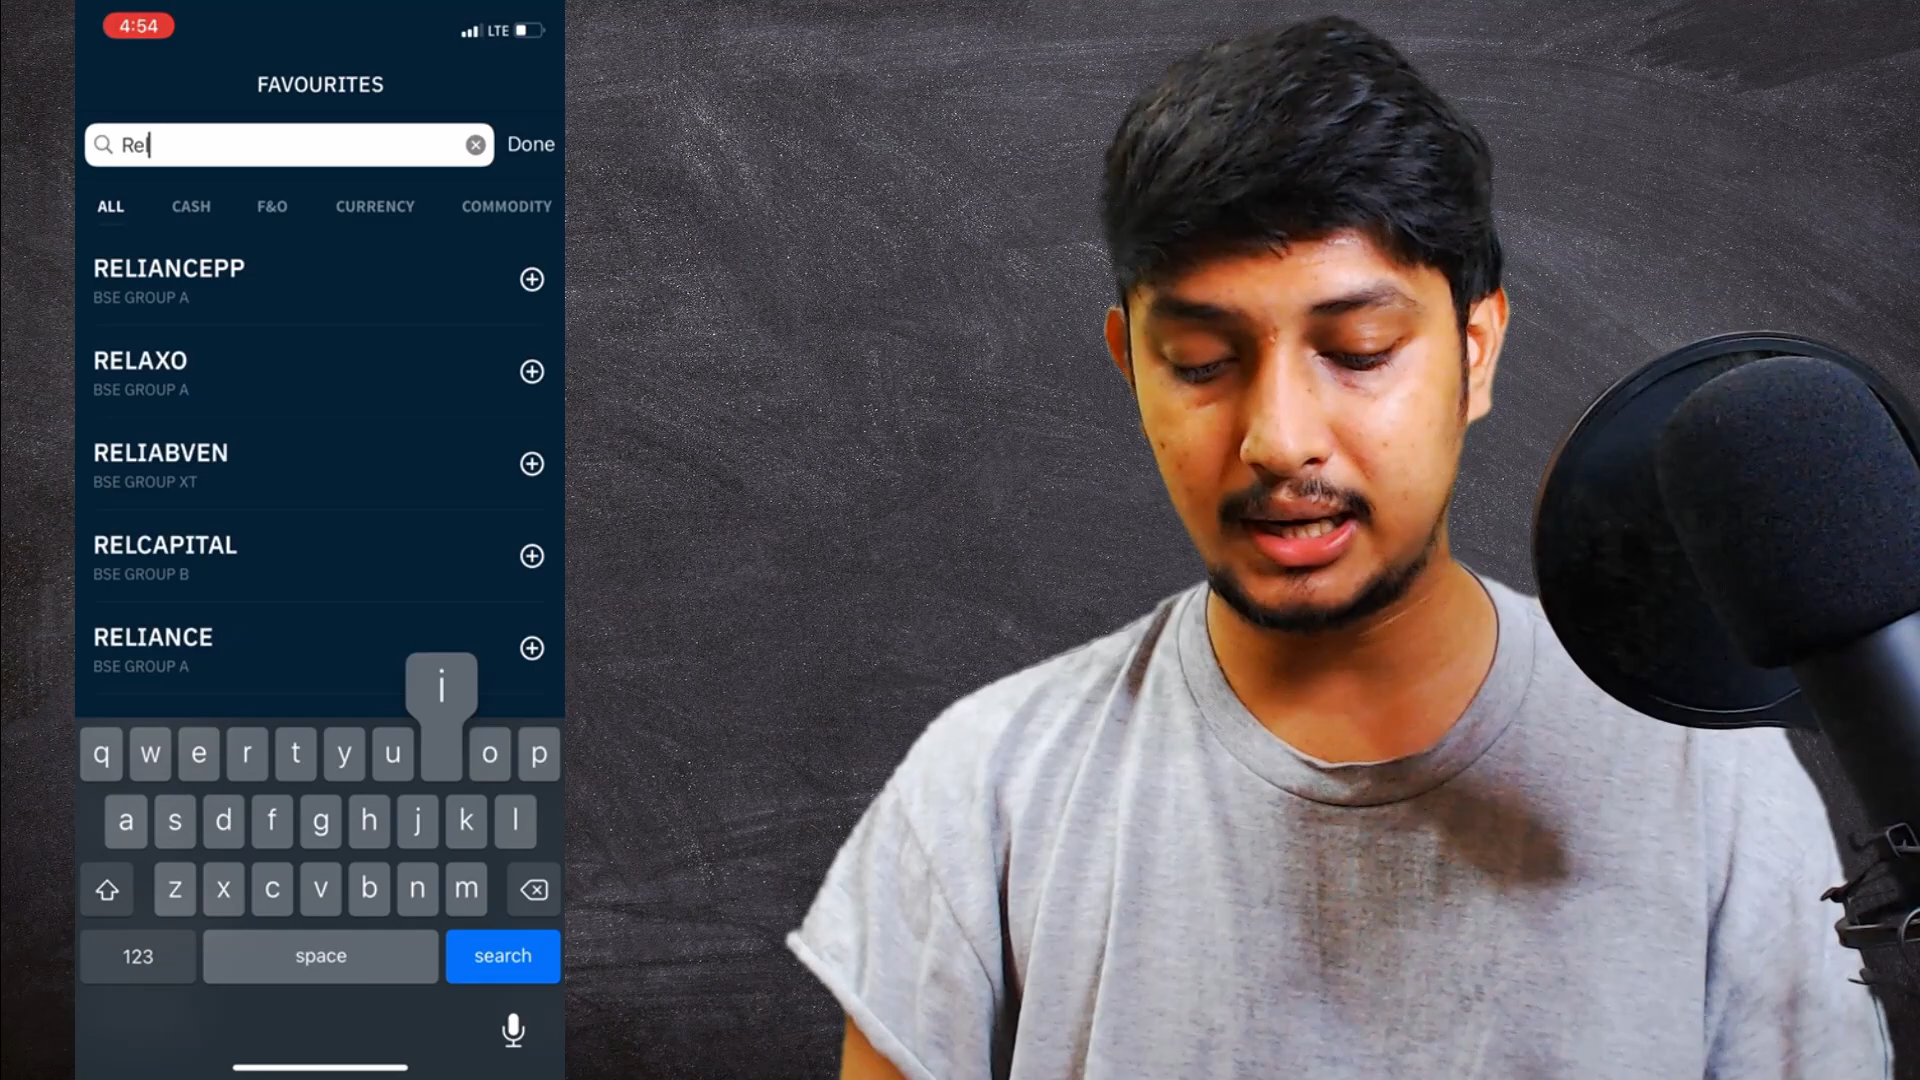 4:54
LTE
FAVOURITES
Rel
Done
ALL CASH F&O CURRENCY COMMODITY
RELIANCEPP
BSE GROUP A
RELAXO
BSE GROUP A
RELIABVEN
BSE GROUP XT
RELCAPITAL
BSE GROUP B
RELIANCE
BSE GROUP A
i
q w e r t y u o p
a s d f g h j k l
z x c v b n m
123 space search